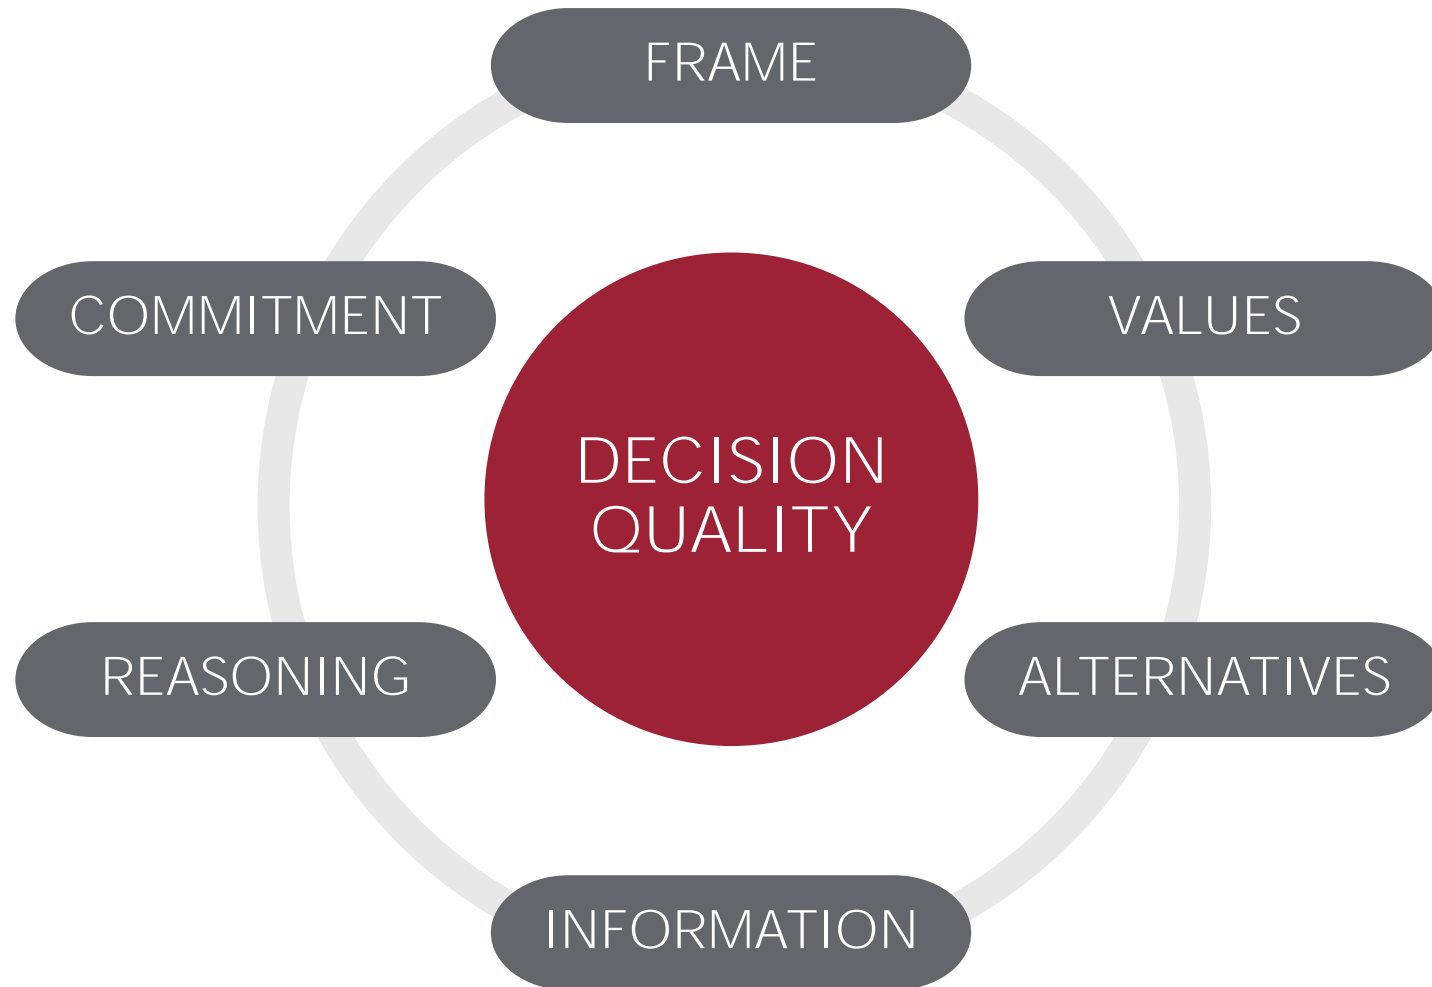 FRAME
COMMITMENT
VALUES
DECISION
QUALITY
REASONING
ALTERNATIVES
INFORMATION